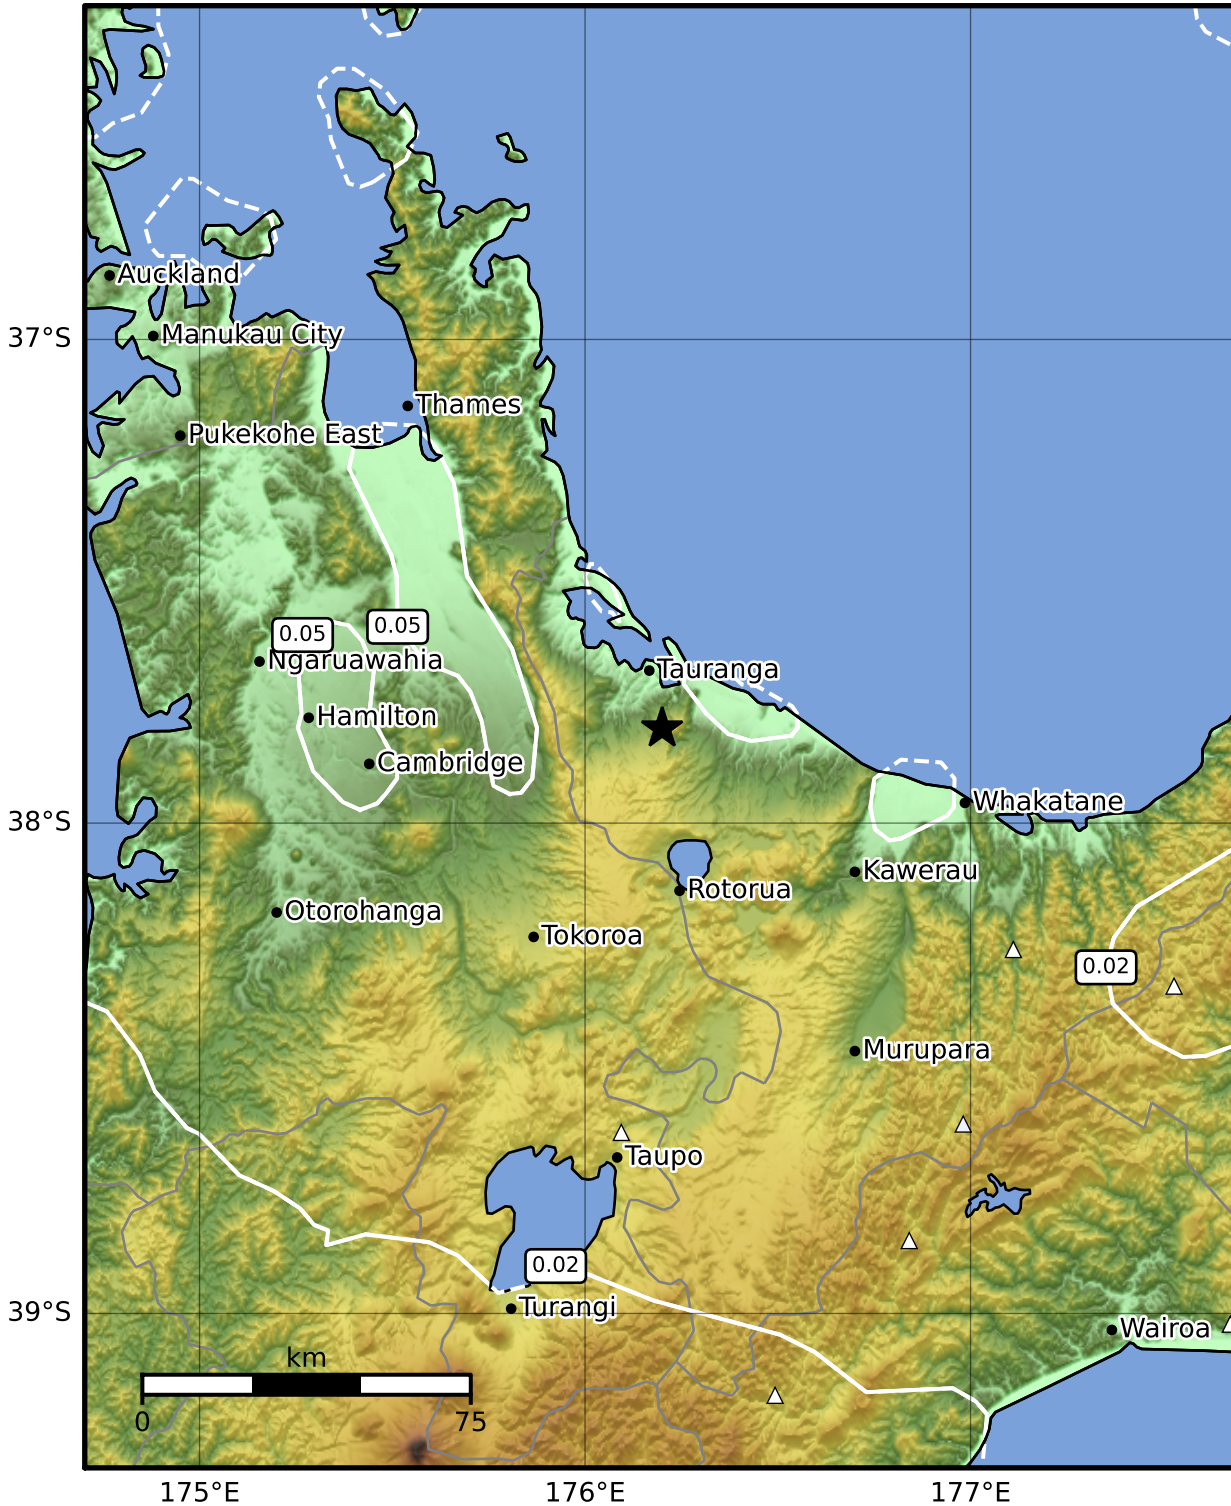 Auckland
Manukau City
37°S
Thames
Pukekohe East
0.05
0.05
Ngaruawahia
Tauranga
Hamilton
Cambridge
Whakatane
38°S
Kawerau
Rotorua
Otorohanga
Tokoroa
0.02
Murupara
Taupo
0.02
Turangi
39°S
Wairoa
km
0
75
175°E
176°E
177°E